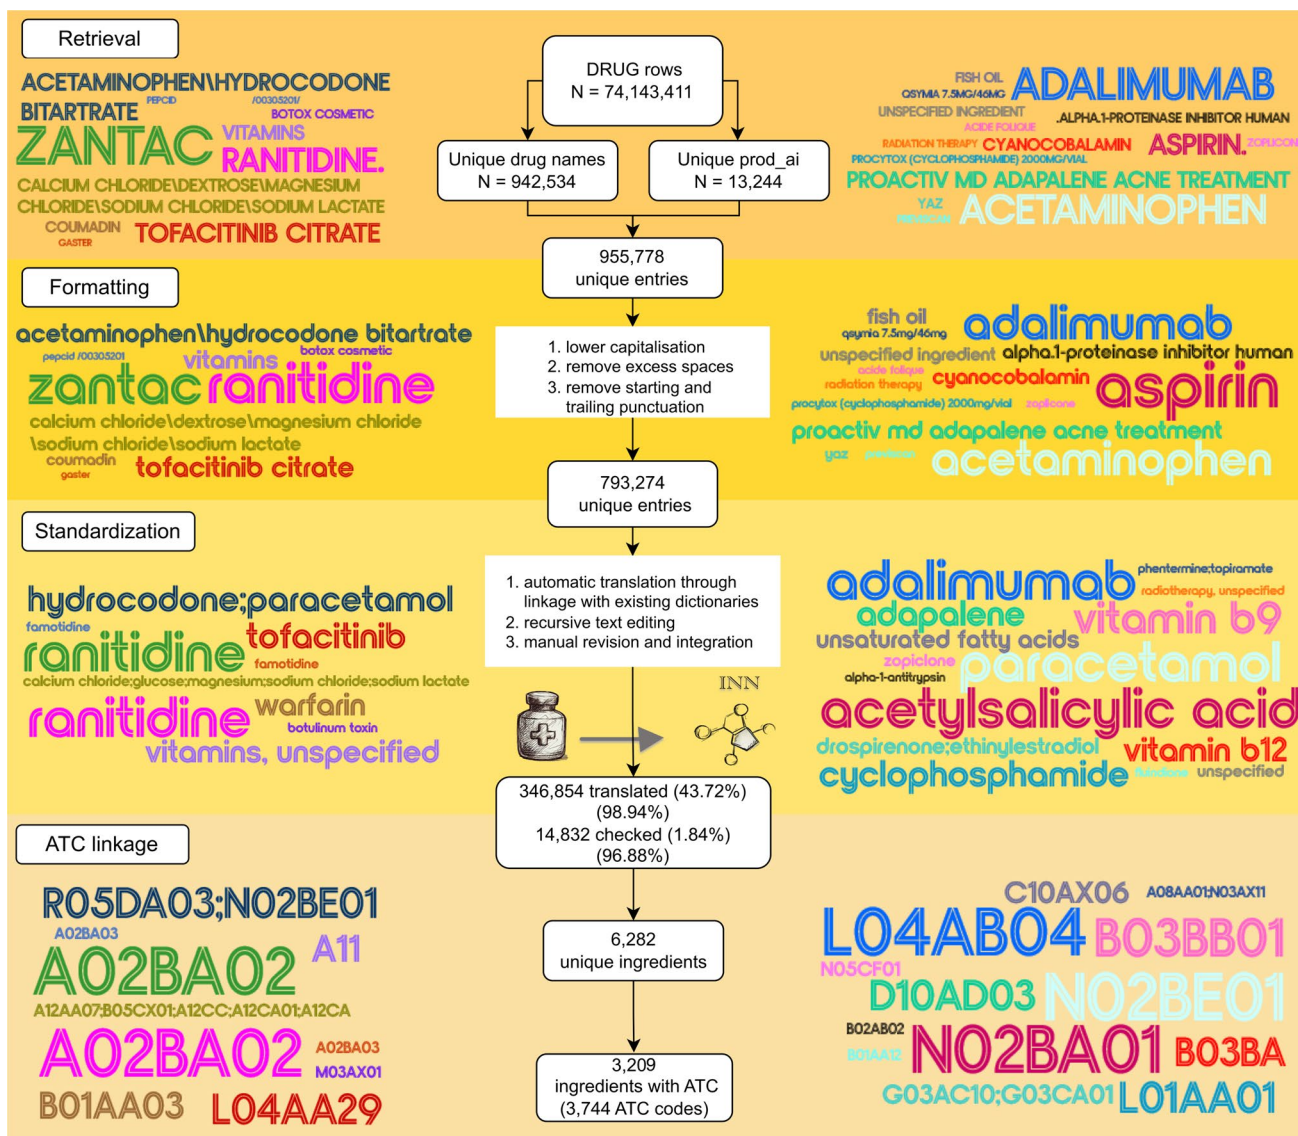 Retrieval
ACETAMINOPHEN\HYDROCODONE
BITARTRATE
PEPCID
/00305201/
BOTOX COSMETIC
ZANTAC
VITAMINS
RANITIDINE.
CALCIUM CHLORIDE\DEXTROSE\MAGNESIUM
CHLORIDE\SODIUM CHLORIDE\SODIUM LACTATE
COUMADIN
GASTER
TOFACITINIB CITRATE
DRUG rows
N = 74,143,411
Unique drug names
N = 942,534
Unique prod_ai
N = 13,244
955,778
unique entries
FISH OIL
QSYMIA 7.5MG/46MG
ADALIMUMAB
UNSPECIFIED INGREDIENT
.ALPHA.1-PROTEINASE INHIBITOR HUMAN
ACIDE FOLIQUE
RADIATION THERAPY
CYANOCOBALAMIN
ASPIRIN.
ZOPLICON
PROCYTOX (CYCLOPHOSPHAMIDE) 2000MG/VIAL
PROACTIV MD ADAPALENE ACNE TREATMENT
YAZ
ACETAMINOPHEN
Formatting
acetaminophen\hydrocodone bitartrate
pepcid /00305201
vitamins
botox cosmetic
zantac
ranitidine
calcium chloride\dextrose\magnesium chloride
\sodium chloride\sodium lactate
coumadin
gaster
tofacitinib citrate
1. lower capitalisation
2. remove excess spaces
3. remove starting and
trailing punctuation
793,274
unique entries
fish oil
qsymia 7.5mg/46mg
adalimumab
unspecified ingredient
alpha.1-proteinase inhibitor human
acide folique
radiation therapy
cyanocobalamin
aspirin
procytox (cyclophosphamide) 2000mg/vial
zoplicone
proactiv md adapalene acne treatment
yaz
acetaminophen
Standardization
hydrocodone;paracetamol
famotidine
tofacitinib
ranitidine
famotidine
calcium chloride;glucose;magnesium;sodium chloride;sodium lactate
ranitidine
warfarin
botulinum toxin
vitamins, unspecified
1. automatic translation through
linkage with existing dictionaries
2. recursive text editing
3. manual revision and integration
INN
346,854 translated (43.72%)
(98.94%)
14,832 checked (1.84%)
(96.88%)
adalimumab
phentermine;topiramate
radiotherapy, unspecified
adapalene
vitamin b9
unsaturated fatty acids
zopiclone
paracetamol
alpha-1-antitrypsin
acetylsalicylic acid
drospirenone;ethinylestradiol
vitamin b12
cyclophosphamide
unspecified
ATC linkage
R05DA03;N02BE01
A02BA03
A11
A02BA02
A12AA07;B05CX01;A12CC;A12CA01;A12CA
A02BA02
A02BA03
M03AX01
B01AA03
L04AA29
6,282
unique ingredients
3,209
ingredients with ATC
(3,744 ATC codes)
C10AX06
A08AA01;N03AX11
L04AB04
B03BB01
N05CF01
D10AD03
N02BE01
B02AB02
B01AA12
N02BA01
B03BA
G03AC10;G03CA01
L01AA01